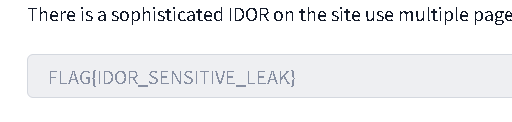 There is a sophisticated IDOR on the site use multiple page
FLAG{IDOR_SENSITIVE_LEAK}